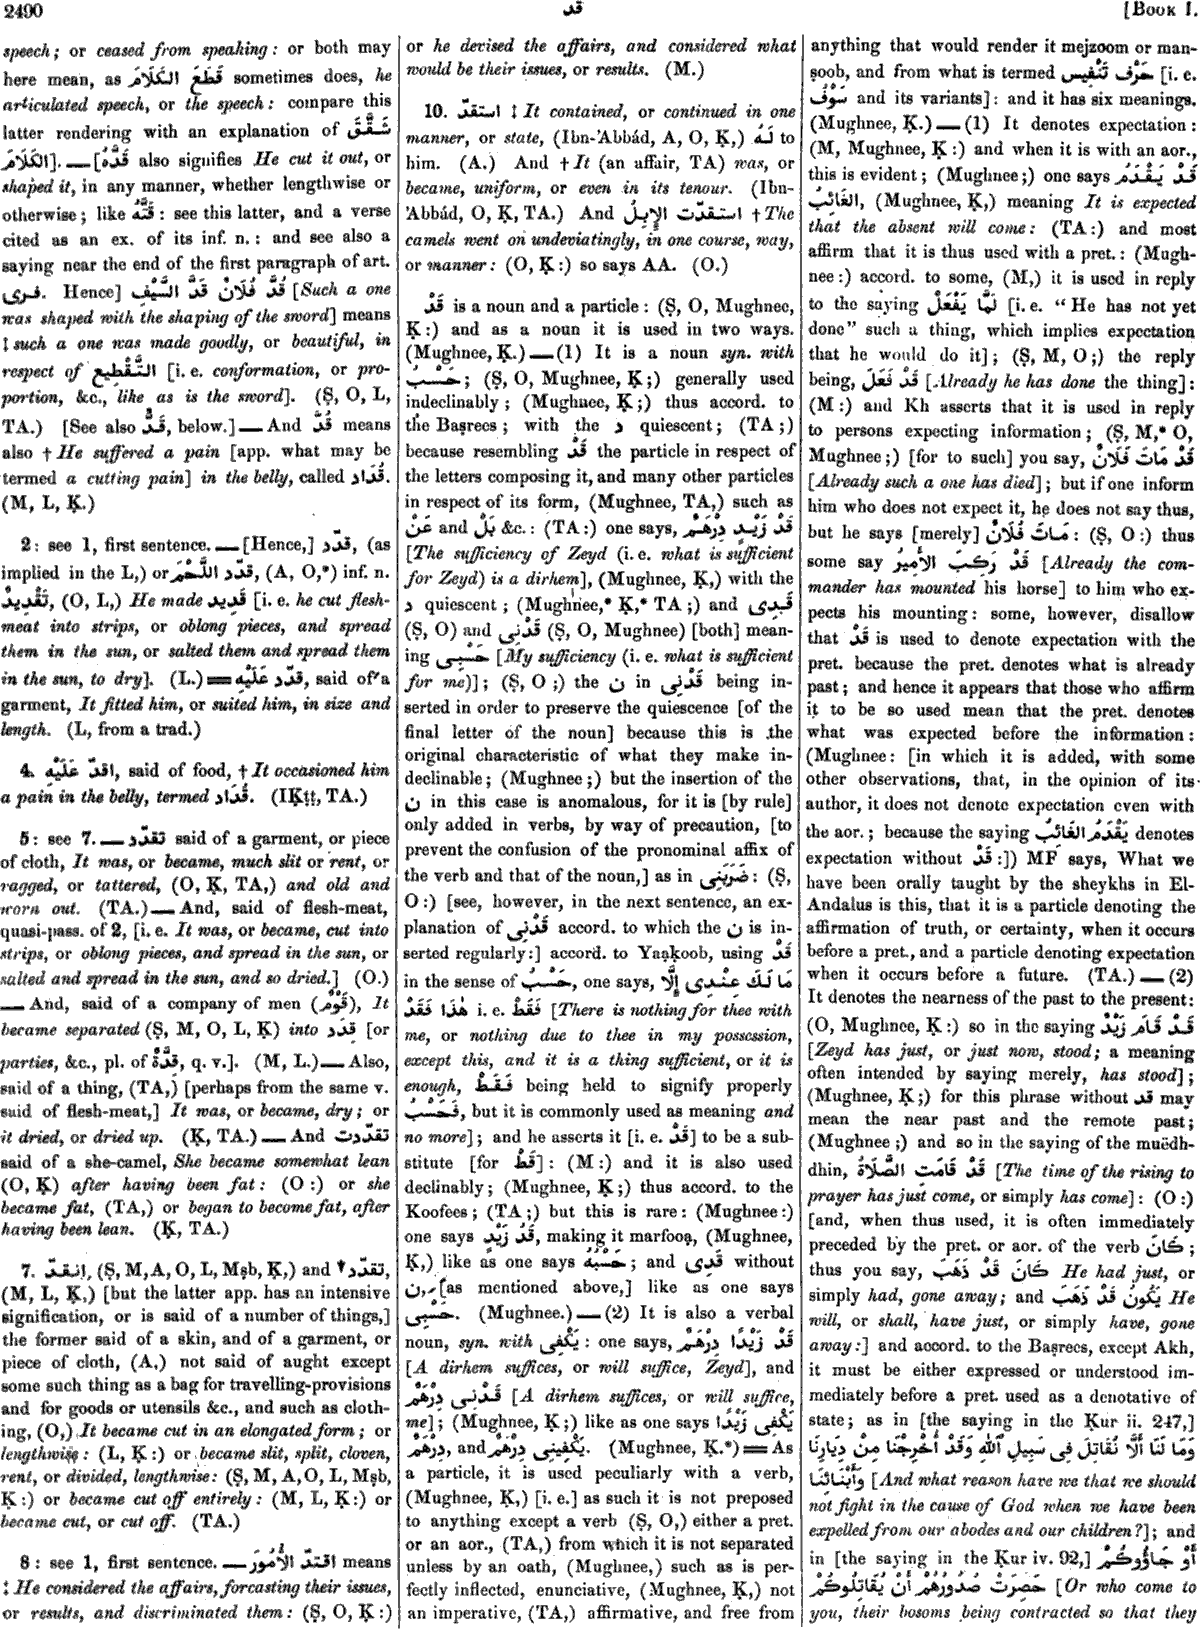 2490
قد
[BOOK I.
speech; or ceased from speaking: or both may
here mean, as قَطَعَ الكَلَامَ sometimes does, he
articulated speech, or the speech: compare this
latter rendering with an explanation of شَقَّقَ
الكَلَامَ]. — [قَدَّهُ also signifies He cut it out, or
shaped it, in any manner, whether lengthwise or
otherwise; like قَتَّهُ: see this latter, and a verse
cited as an ex. of its inf. n.: and see also a
saying near the end of the first paragraph of art.
فرى. Hence] قُدَّ فُلَانٌ قَدَّ السَّيْفِ [Such a one
was shaped with the shaping of the sword] means
‡ such a one was made goodly, or beautiful, in
respect of التَّقْطِيع [i. e. conformation, or pro-
portion, &c., like as is the sword]. (Ṣ, O, L,
TA.) [See also قَدٌّ, below.] — And قُدَّ means
also † He suffered a pain [app. what may be
termed a cutting pain] in the belly, called قُدَاد.
(M, L, Ḳ.)
2: see 1, first sentence. — [Hence,] قدّد, (as
implied in the L,) or قدّد اللَّحْمَ, (A, O,*) inf. n.
تَقْدِيدٌ, (O, L,) He made قَدِيد [i. e. he cut flesh-
meat into strips, or oblong pieces, and spread
them in the sun, or salted them and spread them
in the sun, to dry]. (L.) = قدّد عَلَيْهِ, said of a
garment, It fitted him, or suited him, in size and
length. (L, from a trad.)
4. اقدّ عَلَيْهِ, said of food, † It occasioned him
a pain in the belly, termed قُدَاد. (IḲṭṭ, TA.)
5: see 7. — تقدّد said of a garment, or piece
of cloth, It was, or became, much slit or rent, or
ragged, or tattered, (O, Ḳ, TA,) and old and
worn out. (TA.) — And, said of flesh-meat,
quasi-pass. of 2, [i. e. It was, or became, cut into
strips, or oblong pieces, and spread in the sun, or
salted and spread in the sun, and so dried.] (O.)
— And, said of a company of men (قَوْمٌ), It
became separated (Ṣ, M, O, L, Ḳ) into قِدَد [or
parties, &c., pl. of قِدَّةٌ, q. v.]. (M, L.) — Also,
said of a thing, (TA,) [perhaps from the same v.
said of flesh-meat,] It was, or became, dry; or
it dried, or dried up. (Ḳ, TA.) — And تقدّدت
said of a she-camel, She became somewhat lean
(O, Ḳ) after having been fat: (O:) or she
became fat, (TA,) or began to become fat, after
having been lean. (Ḳ, TA.)
7. انقدّ, (Ṣ, M, A, O, L, Mṣb, Ḳ,) and ▼ تقدّد,
(M, L, Ḳ,) [but the latter app. has an intensive
signification, or is said of a number of things,]
the former said of a skin, and of a garment, or
piece of cloth, (A,) not said of aught except
some such thing as a bag for travelling-provisions
and for goods or utensils &c., and such as cloth-
ing, (O,) It became cut in an elongated form; or
lengthwise: (L, Ḳ:) or became slit, split, cloven,
rent, or divided, lengthwise: (Ṣ, M, A, O, L, Mṣb,
Ḳ:) or became cut off entirely: (M, L, Ḳ:) or
became cut, or cut off. (TA.)
8: see 1, first sentence. — اقتدّ الأُمُورَ means
‡ He considered the affairs, forcasting their issues,
or results, and discriminated them: (Ṣ, O, Ḳ:)
or he devised the affairs, and considered what
would be their issues, or results. (M.)
10. استقدّ ‡ It contained, or continued in one
manner, or state, (Ibn-'Abbád, A, O, Ḳ,) لَهُ to
him. (A.) And † It (an affair, TA) was, or
became, uniform, or even in its tenour. (Ibn-
'Abbád, O, Ḳ, TA.) And استقدّت الإِبِلُ † The
camels went on undeviatingly, in one course, way,
or manner: (O, Ḳ:) so says AA. (O.)
قَدْ is a noun and a particle: (Ṣ, O, Mughnee,
Ḳ:) and as a noun it is used in two ways.
(Mughnee, Ḳ.) — (1) It is a noun syn. with
حَسْبُ; (Ṣ, O, Mughnee, Ḳ;) generally used
indeclinably; (Mughnee, Ḳ;) thus accord. to
the Baṣrees; with the د quiescent; (TA;)
because resembling قَدْ the particle in respect of
the letters composing it, and many other particles
in respect of its form, (Mughnee, TA,) such as
عَنْ and بَلْ &c.: (TA:) one says, قَدْ زَيْدٍ دِرْهَمٌ
[The sufficiency of Zeyd (i. e. what is sufficient
for Zeyd) is a dirhem], (Mughnee, Ḳ,) with the
د quiescent; (Mughnee,* Ḳ,* TA;) and قَدِى
(Ṣ, O) and قَدْنِى (Ṣ, O, Mughnee) [both] mean-
ing حَسْبِى [My sufficiency (i. e. what is sufficient
for me)]; (Ṣ, O;) the ن in قَدْنِى being in-
serted in order to preserve the quiescence [of the
final letter of the noun] because this is the
original characteristic of what they make in-
declinable; (Mughnee;) but the insertion of the
ن in this case is anomalous, for it is [by rule]
only added in verbs, by way of precaution, [to
prevent the confusion of the pronominal affix of
the verb and that of the noun,] as in ضَرَبَنِى: (Ṣ,
O:) [see, however, in the next sentence, an ex-
planation of قَدْنِى accord. to which the ن is in-
serted regularly:] accord. to Yaạḳoob, using قَدْ
in the sense of حَسْبُ, one says, مَا لَكَ عِنْدِى إِلَّا
هٰذَا فَقَدْ i. e. فَقَطْ [There is nothing for thee with
me, or nothing due to thee in my possession,
except this, and it is a thing sufficient, or it is
enough, فَقَطْ being held to signify properly
فَحَسْبُ, but it is commonly used as meaning and
no more]; and he asserts it [i. e. قَدْ] to be a sub-
stitute [for قَطْ]: (M:) and it is also used
declinably; (Mughnee, Ḳ;) thus accord. to the
Koofees; (TA;) but this is rare: (Mughnee:)
one says قَدُ زَيْدٍ, making it marfooạ, (Mughnee,
Ḳ,) like as one says حَسْبُهُ; and قَدِى without
ن, [as mentioned above,] like as one says
حَسْبِى. (Mughnee.) — (2) It is also a verbal
noun, syn. with يَكْفِى: one says, قَدْ زَيْدًا دِرْهَمٌ
[A dirhem suffices, or will suffice, Zeyd], and
قَدْنِى دِرْهَمٌ [A dirhem suffices, or will suffice,
me]; (Mughnee, Ḳ;) like as one says يَكْفِى زَيْدًا
دِرْهَمٌ, and يَكْفِينِى دِرْهَمٌ. (Mughnee, Ḳ.*) = As
a particle, it is used peculiarly with a verb,
(Mughnee, Ḳ,) [i. e.] as such it is not preposed
to anything except a verb (Ṣ, O,) either a pret.
or an aor., (TA,) from which it is not separated
unless by an oath, (Mughnee,) such as is per-
fectly inflected, enunciative, (Mughnee, Ḳ,) not
an imperative, (TA,) affirmative, and free from
anything that would render it mejzoom or man-
ṣoob, and from what is termed حَرْف تَنْفِيس [i. e.
سَوْفَ and its variants]: and it has six meanings.
(Mughnee, Ḳ.) — (1) It denotes expectation:
(M, Mughnee, Ḳ:) and when it is with an aor.,
this is evident; (Mughnee;) one says قَدْ يَقْدَمُ
الغَائِبُ, (Mughnee, Ḳ,) meaning It is expected
that the absent will come: (TA:) and most
affirm that it is thus used with a pret.: (Mugh-
nee:) accord. to some, (M,) it is used in reply
to the saying لَمَّا يَفْعَلْ [i. e. "He has not yet
done" such a thing, which implies expectation
that he would do it]; (Ṣ, M, O;) the reply
being, قَدْ فَعَلَ [Already he has done the thing]:
(M:) and Kh asserts that it is used in reply
to persons expecting information; (Ṣ, M,* O,
Mughnee;) [for to such] you say, قَدْ مَاتَ فُلَانٌ
[Already such a one has died]; but if one inform
him who does not expect it, he does not say thus,
but he says [merely] مَاتَ فُلَانٌ: (Ṣ, O:) thus
some say قَدْ رَكِبَ الأَمِيرُ [Already the com-
mander has mounted his horse] to him who ex-
pects his mounting: some, however, disallow
that قَدْ is used to denote expectation with the
pret. because the pret. denotes what is already
past; and hence it appears that those who affirm
it to be so used mean that the pret. denotes
what was expected before the information:
(Mughnee: [in which it is added, with some
other observations, that, in the opinion of its
author, it does not denote expectation even with
the aor.; because the saying يَقْدَمُ الغَائِبُ denotes
expectation without قَدْ:]) MF says, What we
have been orally taught by the sheykhs in El-
Andalus is this, that it is a particle denoting the
affirmation of truth, or certainty, when it occurs
before a pret., and a particle denoting expectation
when it occurs before a future. (TA.) — (2)
It denotes the nearness of the past to the present:
(O, Mughnee, Ḳ:) so in the saying قَدْ قَامَ زَيْدٌ
[Zeyd has just, or just now, stood; a meaning
often intended by saying merely, has stood];
(Mughnee, Ḳ;) for this phrase without قد may
mean the near past and the remote past;
(Mughnee;) and so in the saying of the muëdh-
dhin, قَدْ قَامَتِ الصَّلَاةُ [The time of the rising to
prayer has just come, or simply has come]: (O:)
[and, when thus used, it is often immediately
preceded by the pret. or aor. of the verb كَانَ;
thus you say, كَانَ قَدْ ذَهَبَ He had just, or
simply had, gone away; and يَكُونُ قَدْ ذَهَبَ He
will, or shall, have just, or simply have, gone
away:] and accord. to the Baṣrees, except Akh,
it must be either expressed or understood im-
mediately before a pret. used as a denotative of
state; as in [the saying in the Ḳur ii. 247,]
وَمَا لَنَا أَلَّا نُقَاتِلَ فِى سَبِيلِ ٱللّٰهِ وَقَدْ أُخْرِجْنَا مِنْ دِيَارِنَا
وَأَبْنَائِنَا [And what reason have we that we should
not fight in the cause of God when we have been
expelled from our abodes and our children?]; and
in [the saying in the Ḳur iv. 92,] أَوْ جَاؤُوكُمْ
حَصِرَتْ صُدُورُهُمْ أَنْ يُقَاتِلُوكُمْ [Or who come to
you, their bosoms being contracted so that they